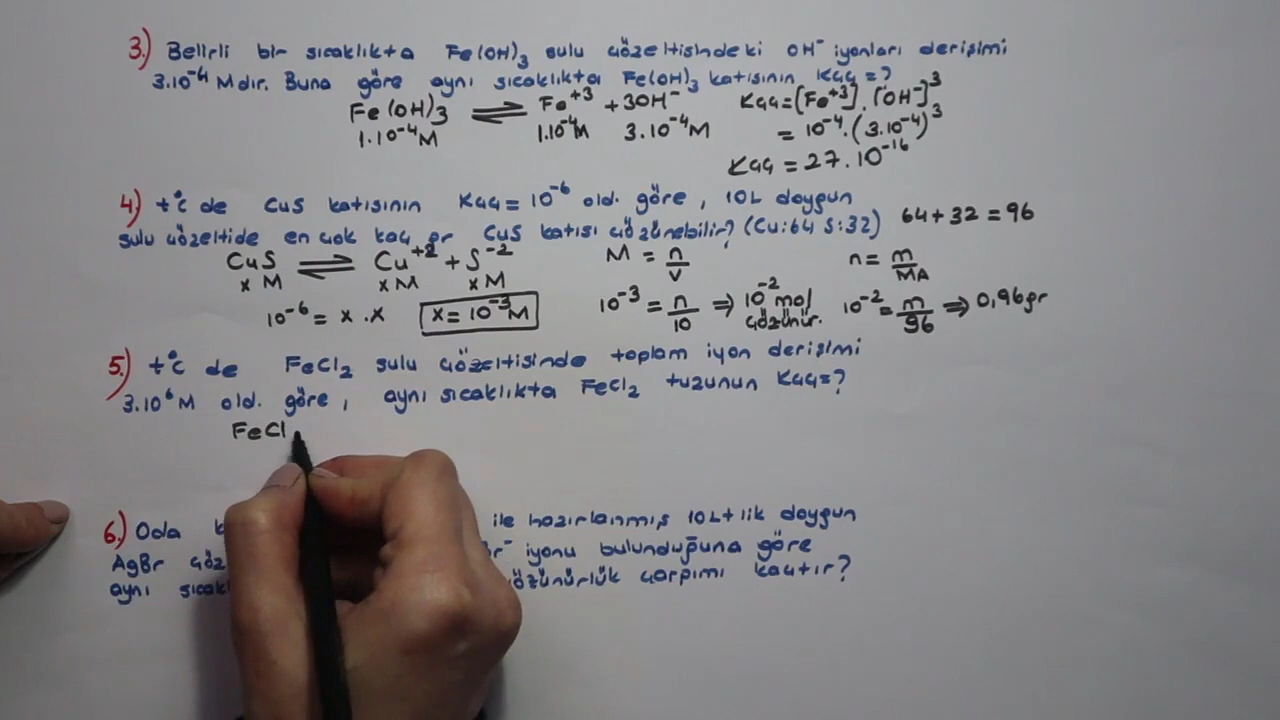 3.) Belirli bir sıcaklıkta Fe(OH)₃ sulu çözeltisindeki OH⁻ iyonları derişimi
3.10⁻⁴ Mdır. Buna göre aynı sıcaklıkta Fe(OH)₃ katısının Kçç=?
Fe(OH)₃ ⇌ Fe⁺³ + 3OH⁻ Kçç = [Fe⁺³] . [OH⁻]³
1.10⁻⁴M 1.10⁻⁴M 3.10⁻⁴M = 10⁻⁴ . (3.10⁻⁴)³
Kçç = 27.10⁻¹⁶
4.) t°C de CuS katısının Kçç = 10⁻⁶ old. göre, 10L doygun
sulu çözeltide en çok kaç gr CuS katısı çözünebilir? (Cu:64 S:32) 64+32=96
CuS ⇌ Cu⁺² + S⁻² M = n/V n = m/MA
x M x M x M
10⁻⁶ = x . x x = 10⁻³M 10⁻³ = n/10 ⇒ 10⁻² mol çözünür. 10⁻² = m/96 ⇒ 0,96gr
5.) t°C de FeCl₂ sulu çözeltisinde toplam iyon derişimi
3.10⁶M old. göre, aynı sıcaklıkta FeCl₂ tuzunun Kçç=?
FeCl
6.) Oda ile hazırlanmış 10L+lik doygun
AgBr iyonu bulunduğuna göre
aynı çözünürlük çarpımı kaçtır?